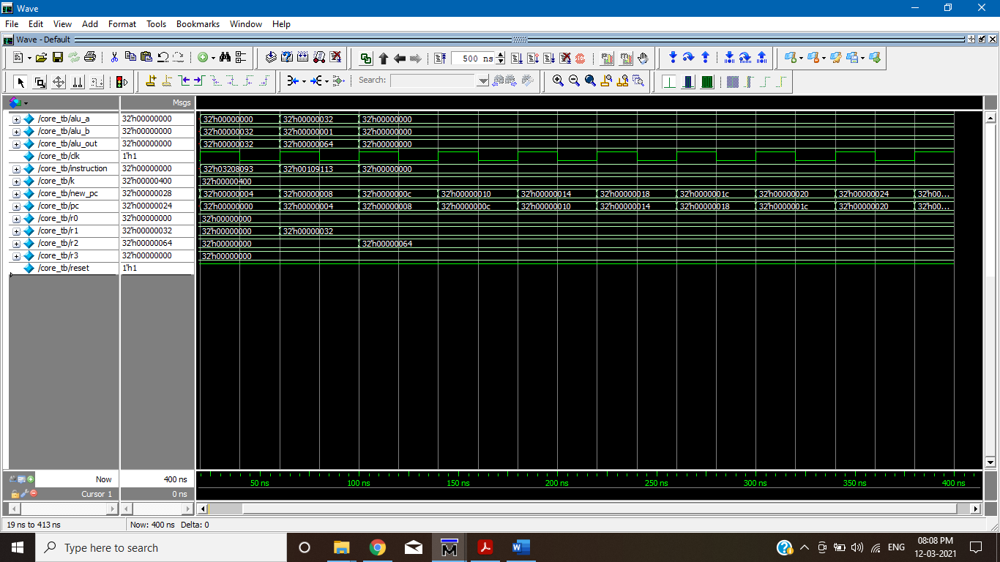 Wave
File Edit View Add Format Tools Bookmarks Window Help
Wave - Default
500 ns
Search:
Msgs
/core_tb/alu_a 32'h00000000 32'h00000000 32'h00000032 32'h00000000
/core_tb/alu_b 32'h00000000 32'h00000032 32'h00000001 32'h00000000
/core_tb/alu_out 32'h00000000 32'h00000032 32'h00000064 32'h00000000
/core_tb/clk 1'h1
/core_tb/instruction 32'h00000000 32'h03208093 32'h00109113 32'h00000000
/core_tb/k 32'h00000400 32'h00000400
/core_tb/new_pc 32'h00000028 32'h00000004 32'h00000008 32'h0000000c 32'h00000010 32'h00000014 32'h00000018 32'h0000001c 32'h00000020 32'h00000024 32'h00...
/core_tb/pc 32'h00000024 32'h00000000 32'h00000004 32'h00000008 32'h0000000c 32'h00000010 32'h00000014 32'h00000018 32'h0000001c 32'h00000020 32'h00...
/core_tb/r0 32'h00000000 32'h00000000
/core_tb/r1 32'h00000032 32'h00000000 32'h00000032
/core_tb/r2 32'h00000064 32'h00000000 32'h00000064
/core_tb/r3 32'h00000000 32'h00000000
/core_tb/reset 1'h1
Now 400 ns 50 ns 100 ns 150 ns 200 ns 250 ns 300 ns 350 ns 400 ns
Cursor 1 0 ns
19 ns to 413 ns Now: 400 ns Delta: 0
Type here to search ENG 08:08 PM
12-03-2021